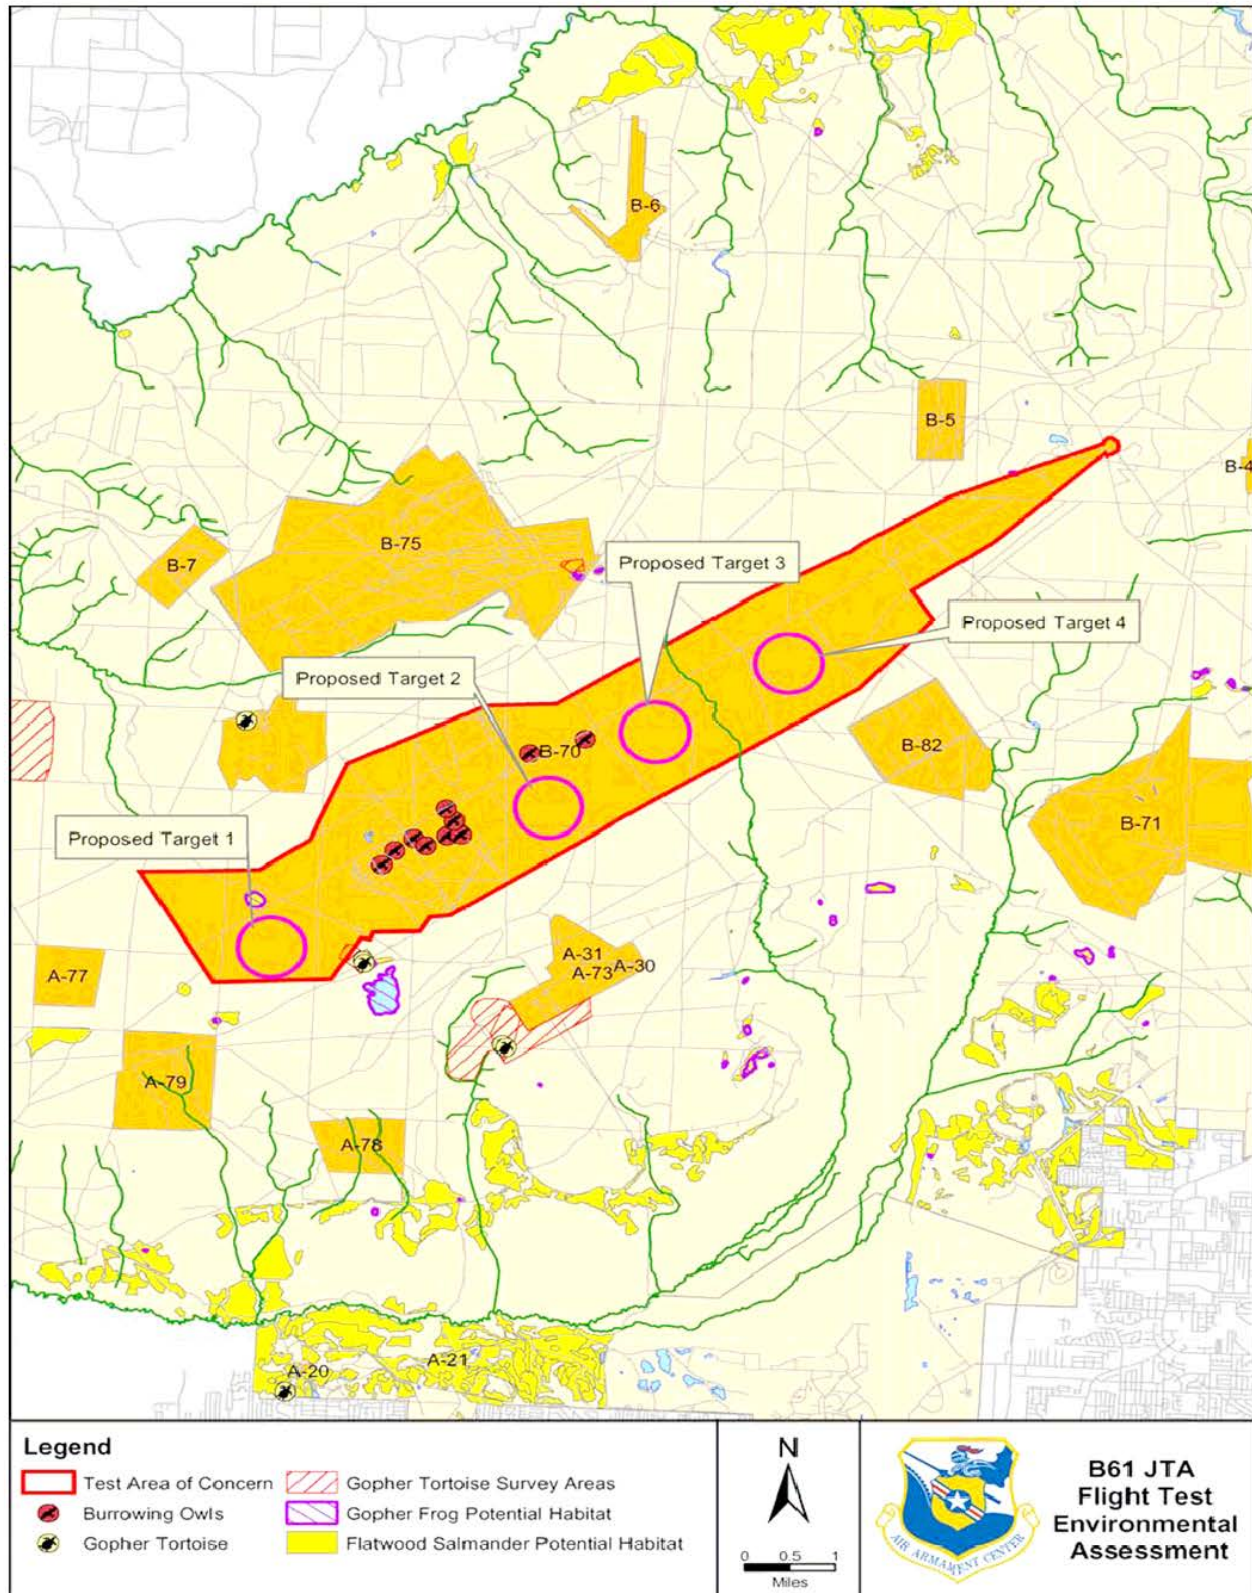 B-6
B-5
B-4
B-75
B-7
Proposed Target 3
Proposed Target 4
Proposed Target 2
B-70
B-82
B-71
Proposed Target 1
A-31
A-73
A-30
A-77
A-79
A-78
A-21
A-20
Legend
Test Area of Concern
Burrowing Owls
Gopher Tortoise
Gopher Tortoise Survey Areas
Gopher Frog Potential Habitat
Flatwood Salmander Potential Habitat
N
0 0.5 1
Miles
AIR ARMAMENT CENTER
B61 JTA
Flight Test
Environmental
Assessment